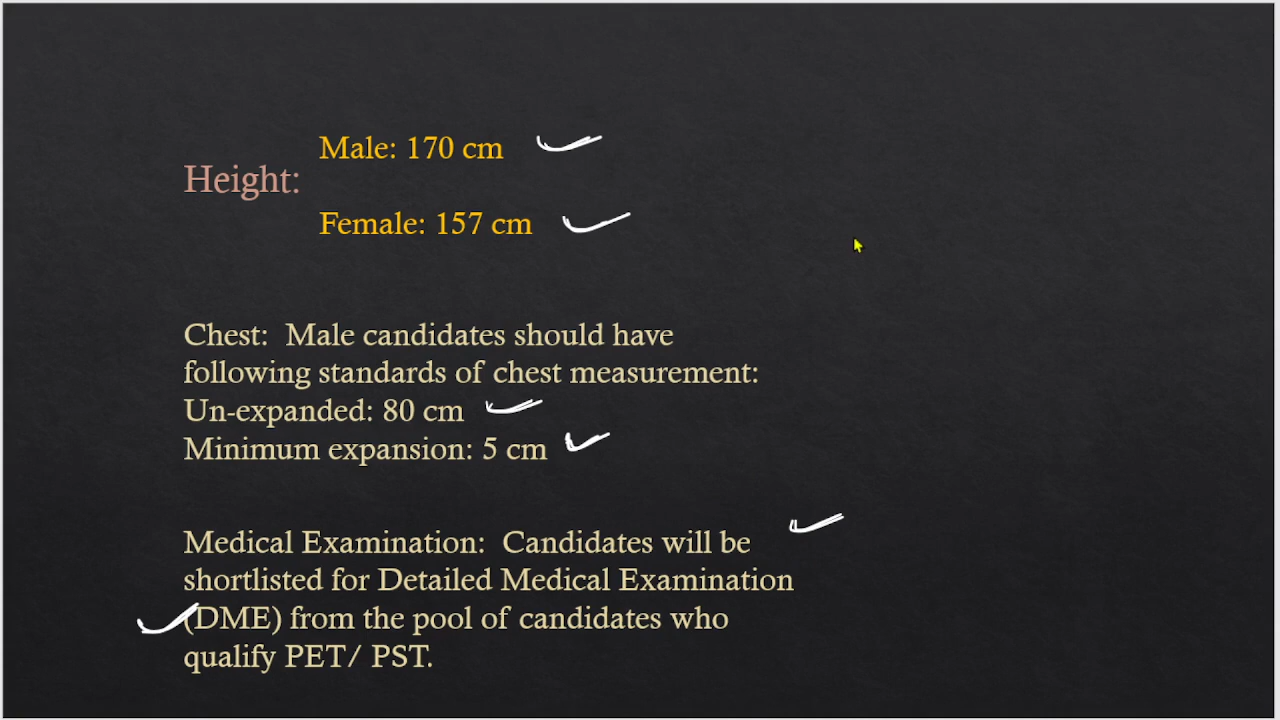 Male: 170 cm
Height:
Female: 157 cm
Chest: Male candidates should have
following standards of chest measurement:
Un-expanded: 80 cm
Minimum expansion: 5 cm
Medical Examination: Candidates will be
shortlisted for Detailed Medical Examination
(DME) from the pool of candidates who
qualify PET/ PST.